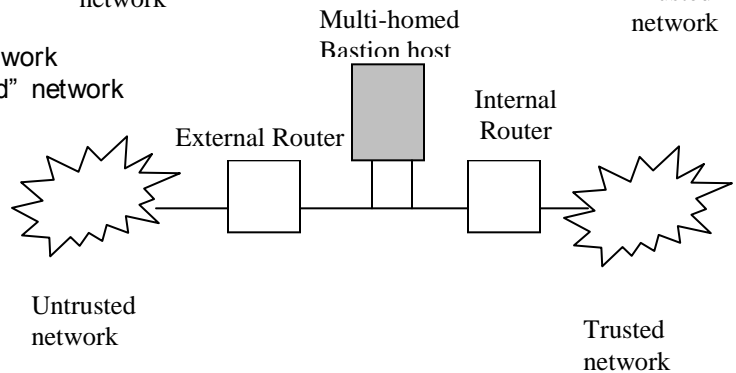 network
Multi-homed
Bastion host
network
work
d” network
External Router
Internal
Router
Untrusted
network
Trusted
network